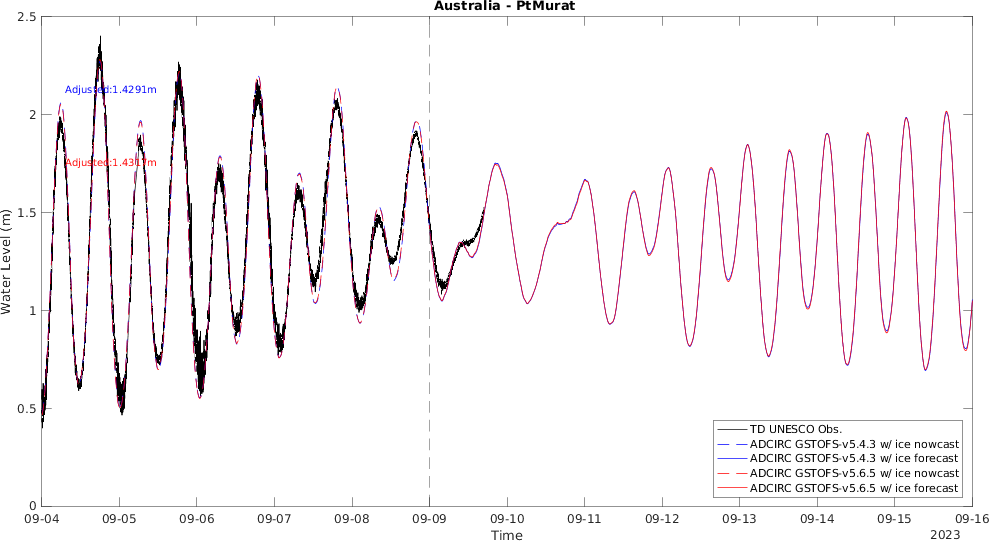 Australia - PtMurat
2.5
2
1.5
1
0.5
0
Water Level (m)
Adjusted:1.4291m
Adjusted:1.4317m
TD UNESCO Obs.
ADCIRC GSTOFS-v5.4.3 w/ ice nowcast
ADCIRC GSTOFS-v5.4.3 w/ ice forecast
ADCIRC GSTOFS-v5.6.5 w/ ice nowcast
ADCIRC GSTOFS-v5.6.5 w/ ice forecast
09-04 09-05 09-06 09-07 09-08 09-09 09-10 09-11 09-12 09-13 09-14 09-15 09-16
Time
2023